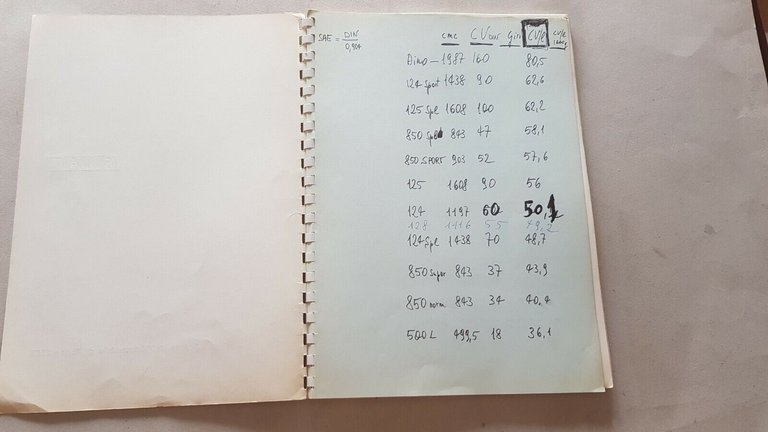 SAE = DIN / 0,904
cmc CV eur giri CV/l
Dino — 1987 160 80,5
124 Sport 1438 90 62,6
125 Spl 1608 100 62,2
850 Spl 843 47 58,1
850 SPORT 903 52 57,6
125 1608 90 56
124 1197 60 50,1
128 1116 55 49,2
124 Spl 1438 70 48,7
850 super 843 37 43,9
850 norm 843 34 40,4
500 L 499,5 18 36,1